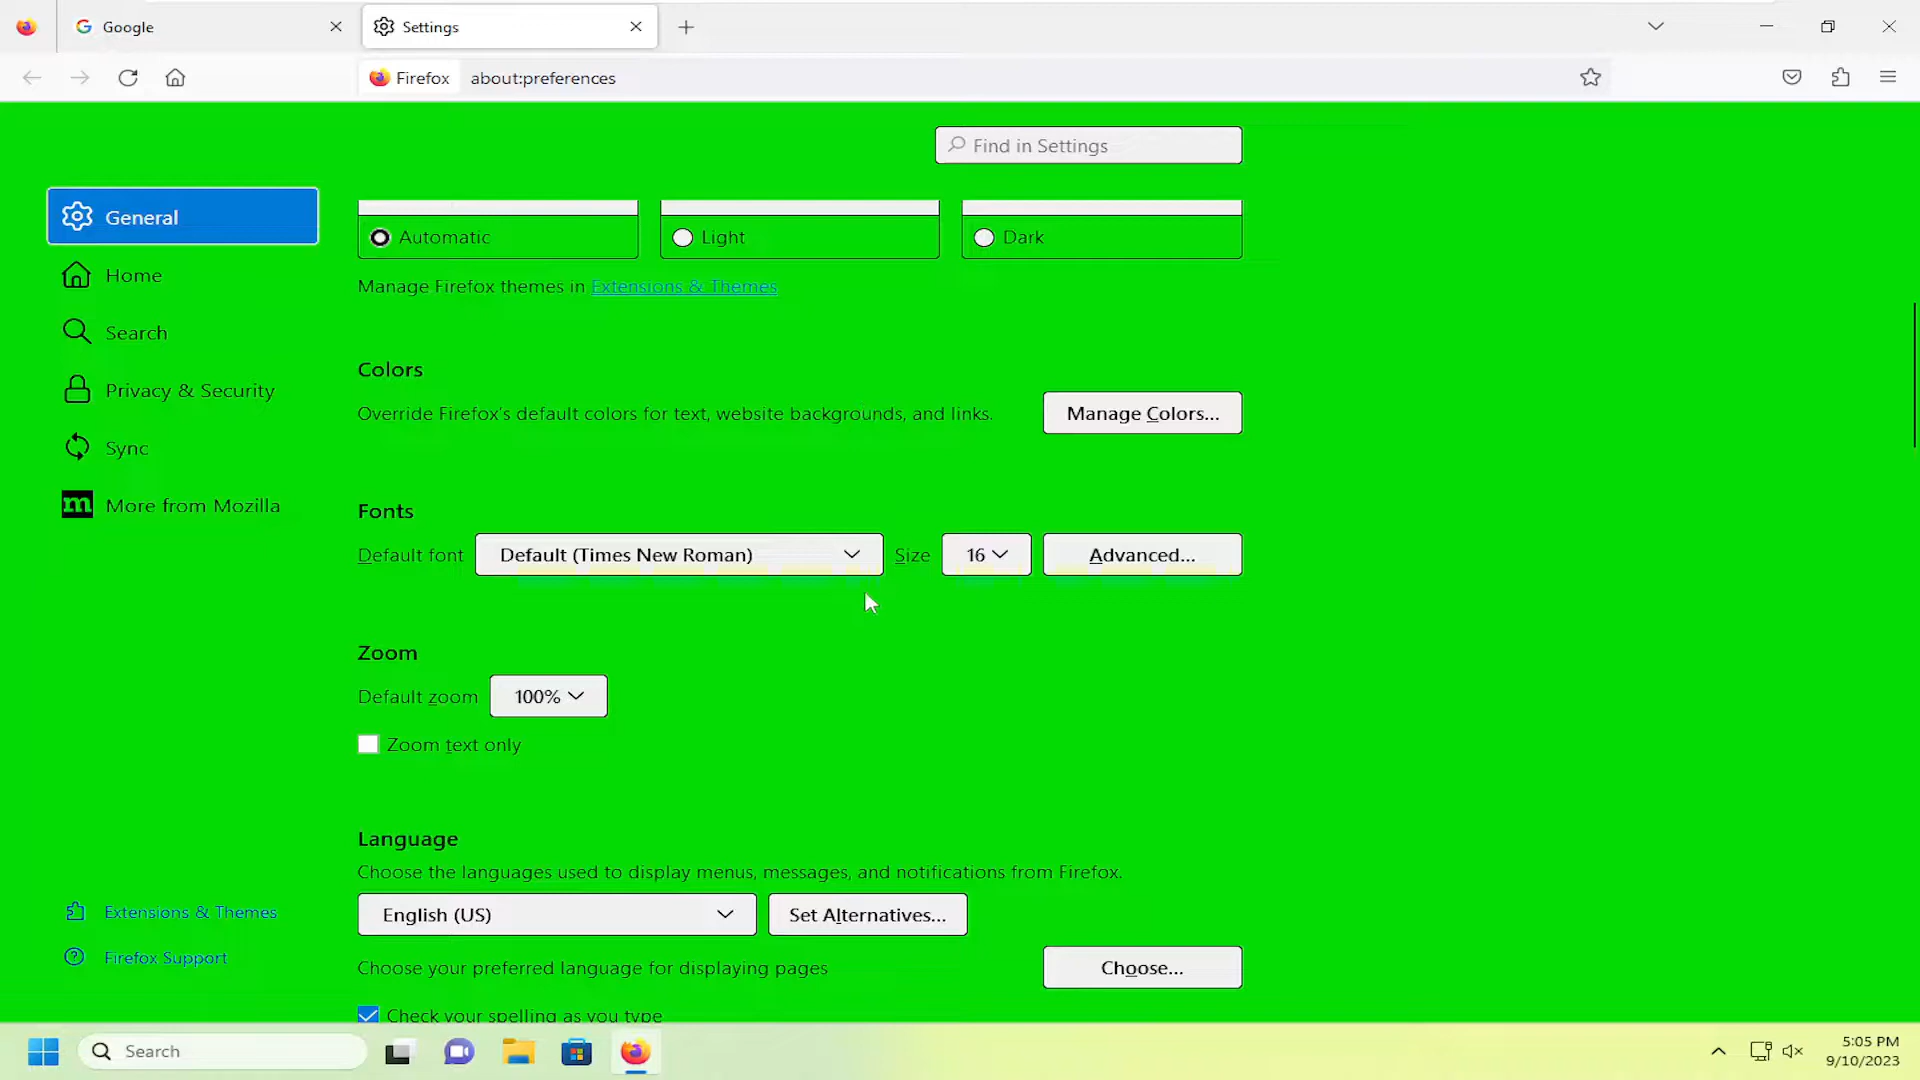 Google
Settings
Firefox
about:preferences
Find in Settings
General
Home
Search
Privacy & Security
Sync
m More from Mozilla
Extensions & Themes
Firefox Support
Automatic
Light
Dark
Manage Firefox themes in Extensions & Themes
Colors
Override Firefox's default colors for text, website backgrounds, and links.
Manage Colors...
Fonts
Default font
Default (Times New Roman)
Size
16
Advanced...
Zoom
Default zoom
100%
Zoom text only
Language
Choose the languages used to display menus, messages, and notifications from Firefox.
English (US)
Set Alternatives...
Choose your preferred language for displaying pages
Choose...
Check your spelling as you type
Search
5:05 PM
9/10/2023